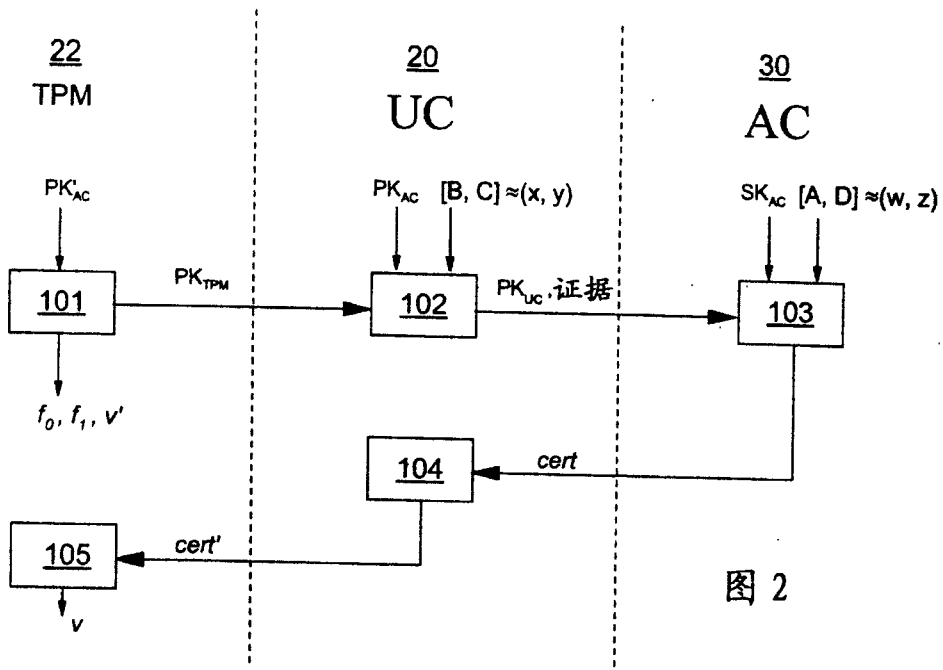 22
TPM
20
UC
30
AC
PK'AC
PKAC [B, C]≈(x, y)
SKAC [A, D]≈(w, z)
101
PKTPM
102
PKUC,证据
103
f0, f1, v'
104
cert
105
cert'
v
图 2